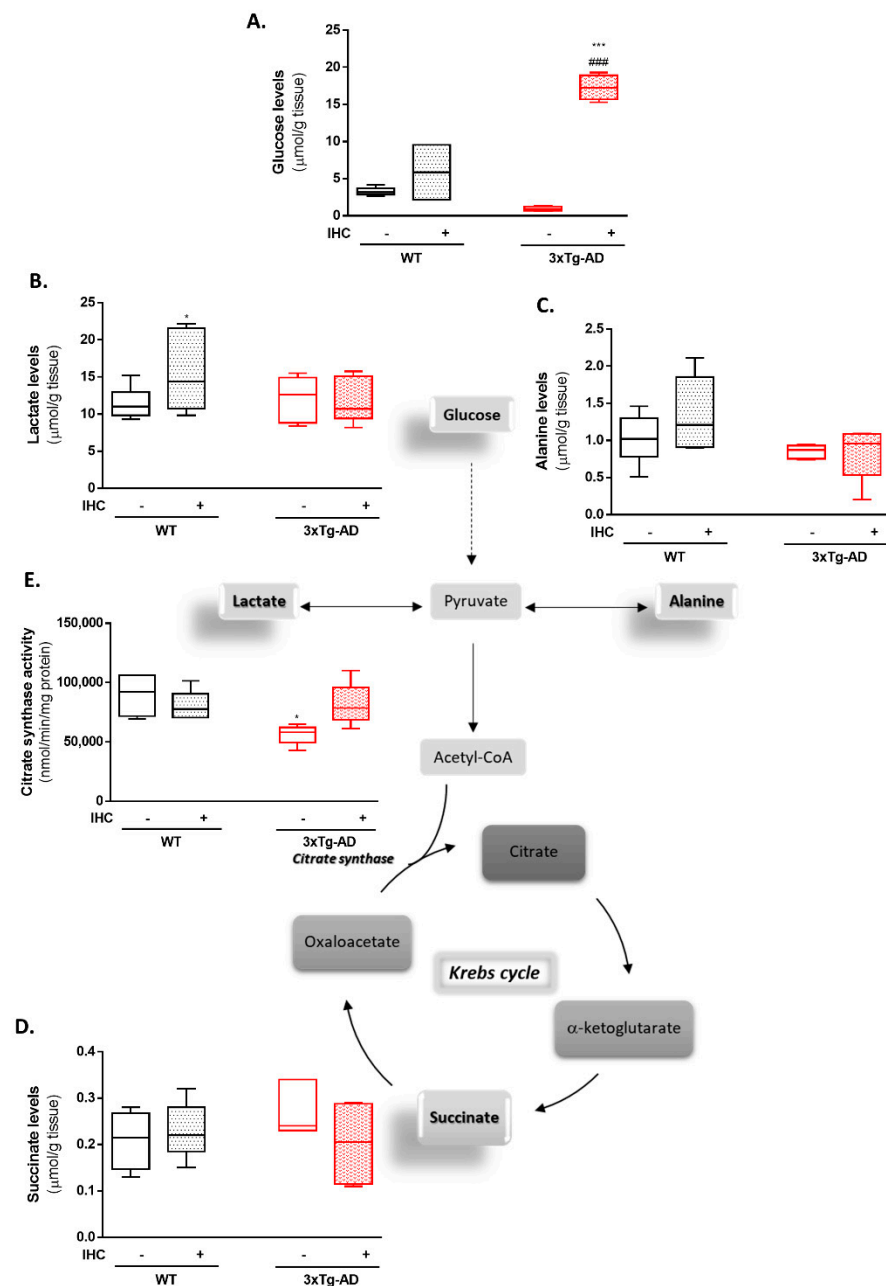 A.
Glucose levels
(μmol/g tissue)
25
20
15
10
5
0
***
###
IHC - + - +
WT 3xTg-AD
B.
Lactate levels
(μmol/g tissue)
25
20
15
10
5
0
*
IHC - + - +
WT 3xTg-AD
C.
Alanine levels
(μmol/g tissue)
2.5
2.0
1.5
1.0
0.5
0.0
IHC - + - +
WT 3xTg-AD
Glucose
Lactate Pyruvate Alanine
E.
Citrate synthase activity
(nmol/min/mg protein)
150,000
100,000
50,000
0
*
IHC - + - +
WT 3xTg-AD
Acetyl-CoA
Citrate synthase
Citrate
Oxaloacetate
Krebs cycle
α-ketoglutarate
Succinate
D.
Succinate levels
(μmol/g tissue)
0.4
0.3
0.2
0.1
0.0
IHC - + - +
WT 3xTg-AD